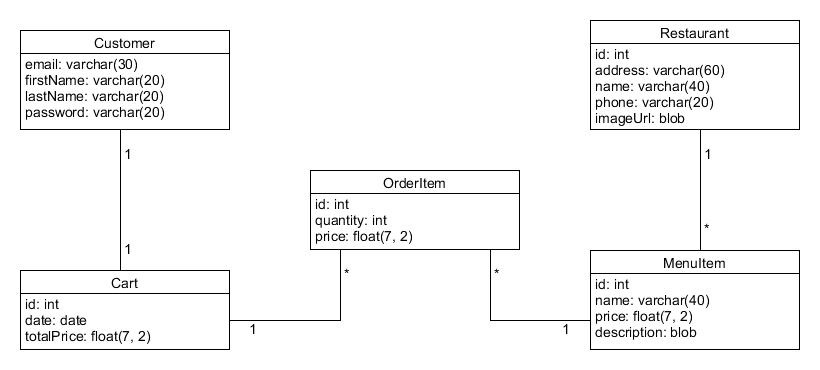 Customer
email: varchar(30)
firstName: varchar(20)
lastName: varchar(20)
password: varchar(20)
1
1
Cart
id: int
date: date
totalPrice: float(7, 2)
1
OrderItem
id: int
quantity: int
price: float(7, 2)
*
*
1
Restaurant
id: int
address: varchar(60)
name: varchar(40)
phone: varchar(20)
imageUrl: blob
1
*
MenuItem
id: int
name: varchar(40)
price: float(7, 2)
description: blob